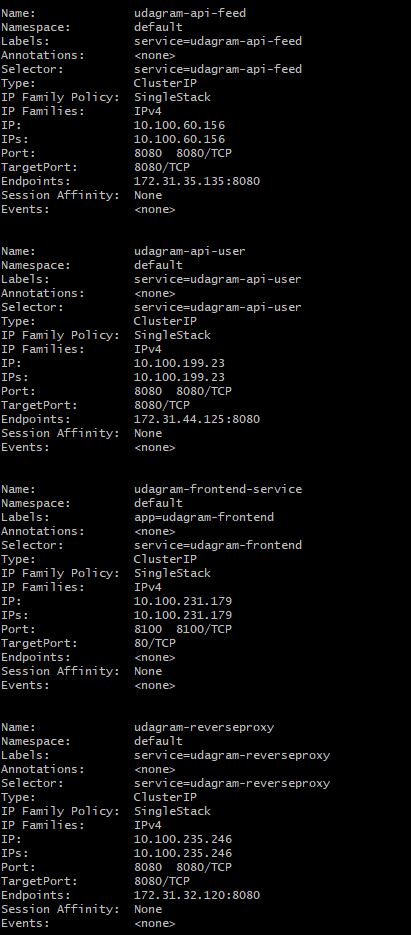 Name: udagram-api-feed
Namespace: default
Labels: service=udagram-api-feed
Annotations: <none>
Selector: service=udagram-api-feed
Type: ClusterIP
IP Family Policy: SingleStack
IP Families: IPv4
IP: 10.100.60.156
IPs: 10.100.60.156
Port: 8080 8080/TCP
TargetPort: 8080/TCP
Endpoints: 172.31.35.135:8080
Session Affinity: None
Events: <none>
Name: udagram-api-user
Namespace: default
Labels: service=udagram-api-user
Annotations: <none>
Selector: service=udagram-api-user
Type: ClusterIP
IP Family Policy: SingleStack
IP Families: IPv4
IP: 10.100.199.23
IPs: 10.100.199.23
Port: 8080 8080/TCP
TargetPort: 8080/TCP
Endpoints: 172.31.44.125:8080
Session Affinity: None
Events: <none>
Name: udagram-frontend-service
Namespace: default
Labels: app=udagram-frontend
Annotations: <none>
Selector: service=udagram-frontend
Type: ClusterIP
IP Family Policy: SingleStack
IP Families: IPv4
IP: 10.100.231.179
IPs: 10.100.231.179
Port: 8100 8100/TCP
TargetPort: 80/TCP
Endpoints: <none>
Session Affinity: None
Events: <none>
Name: udagram-reverseproxy
Namespace: default
Labels: service=udagram-reverseproxy
Annotations: <none>
Selector: service=udagram-reverseproxy
Type: ClusterIP
IP Family Policy: SingleStack
IP Families: IPv4
IP: 10.100.235.246
IPs: 10.100.235.246
Port: 8080 8080/TCP
TargetPort: 8080/TCP
Endpoints: 172.31.32.120:8080
Session Affinity: None
Events: <none>